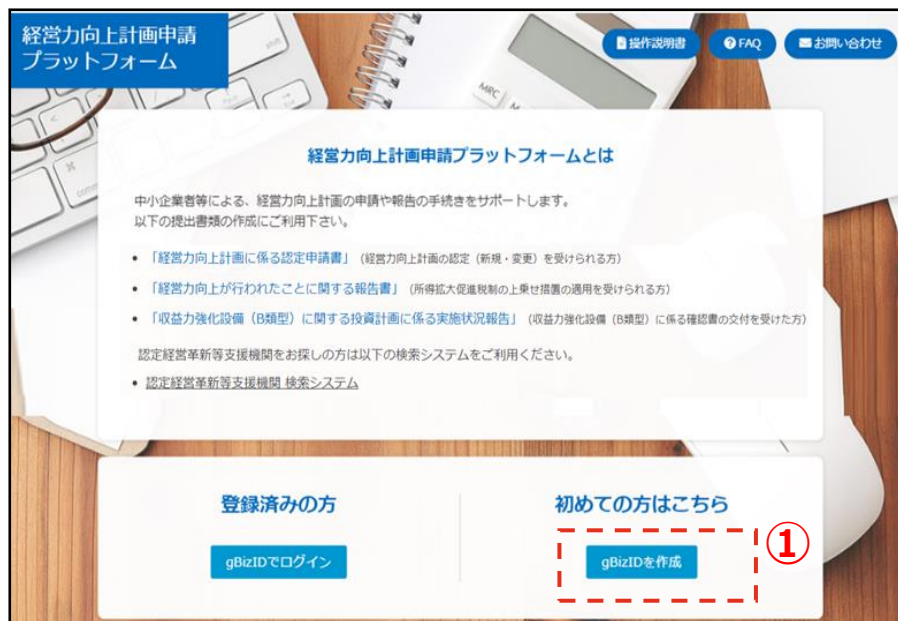 経営力向上計画申請
プラットフォーム
操作説明書
FAQ
お問い合わせ
MRC
経営力向上計画申請プラットフォームとは
中小企業者等による、経営力向上計画の申請や報告の手続きをサポートします。
以下の提出書類の作成にご利用下さい。
• 「経営力向上計画に係る認定申請書」（経営力向上計画の認定（新規・変更）を受けられる方）
• 「経営力向上が行われたことに関する報告書」（所得拡大促進税制の上乗せ措置の適用を受けられる方）
• 「収益力強化設備（B類型）に関する投資計画に係る実施状況報告」（収益力強化設備（B類型）に係る確認書の交付を受けた方）
認定経営革新等支援機関をお探しの方は以下の検索システムをご利用ください。
• 認定経営革新等支援機関 検索システム
登録済みの方
gBizIDでログイン
初めての方はこちら
gBizIDを作成
①